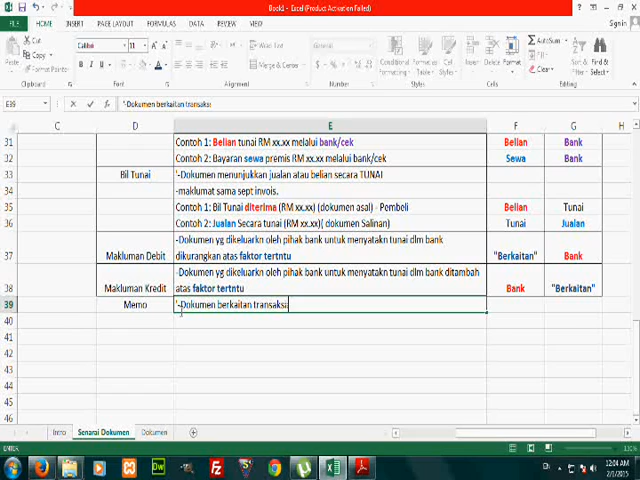 Book1 - Excel (Product Activation Failed)
FILE HOME INSERT PAGE LAYOUT FORMULAS DATA REVIEW VIEW Sign in
Cut
Copy
Format Painter
Paste
Clipboard
Calibri 11
B I U
Font
Wrap Text
Merge & Center
Alignment
General
Number
Conditional Formatting
Format as Table
Cell Styles
Styles
Insert Delete Format
Cells
AutoSum
Fill
Clear
Sort & Filter
Find & Select
Editing
E39 '-Dokumen berkaitan transaksi
C D E F G H
31 Contoh 1: Belian tunai RM xx.xx melalui bank/cek Belian Bank
32 Contoh 2: Bayaran sewa premis RM xx.xx melalui bank/cek Sewa Bank
33 Bil Tunai '-Dokumen menunjukkan jualan atau belian secara TUNAI
34 -maklumat sama sept invois.
35 Contoh 1: Bil Tunai diterima (RM xx.xx) (dokumen asal) - Pembeli Belian Tunai
36 Contoh 2: Jualan Secara tunai (RM xx.xx)( dokumen Salinan) Tunai Jualan
-Dokumen yg dikeluarkn oleh pihak bank untuk menyatakn tunai dlm bank
37 Makluman Debit dikurangkan atas faktor tertntu "Berkaitan" Bank
-Dokumen yg dikeluarkn oleh pihak bank untuk menyatakn tunai dlm bank ditambah
38 Makluman Kredit atas faktor tertntu Bank "Berkaitan"
39 Memo '-Dokumen berkaitan transaksi
40
41
42
43
44
45
46
Intro Senarai Dokumen Dokumen
ENTER 130%
EN 12:04 AM
2/1/2015